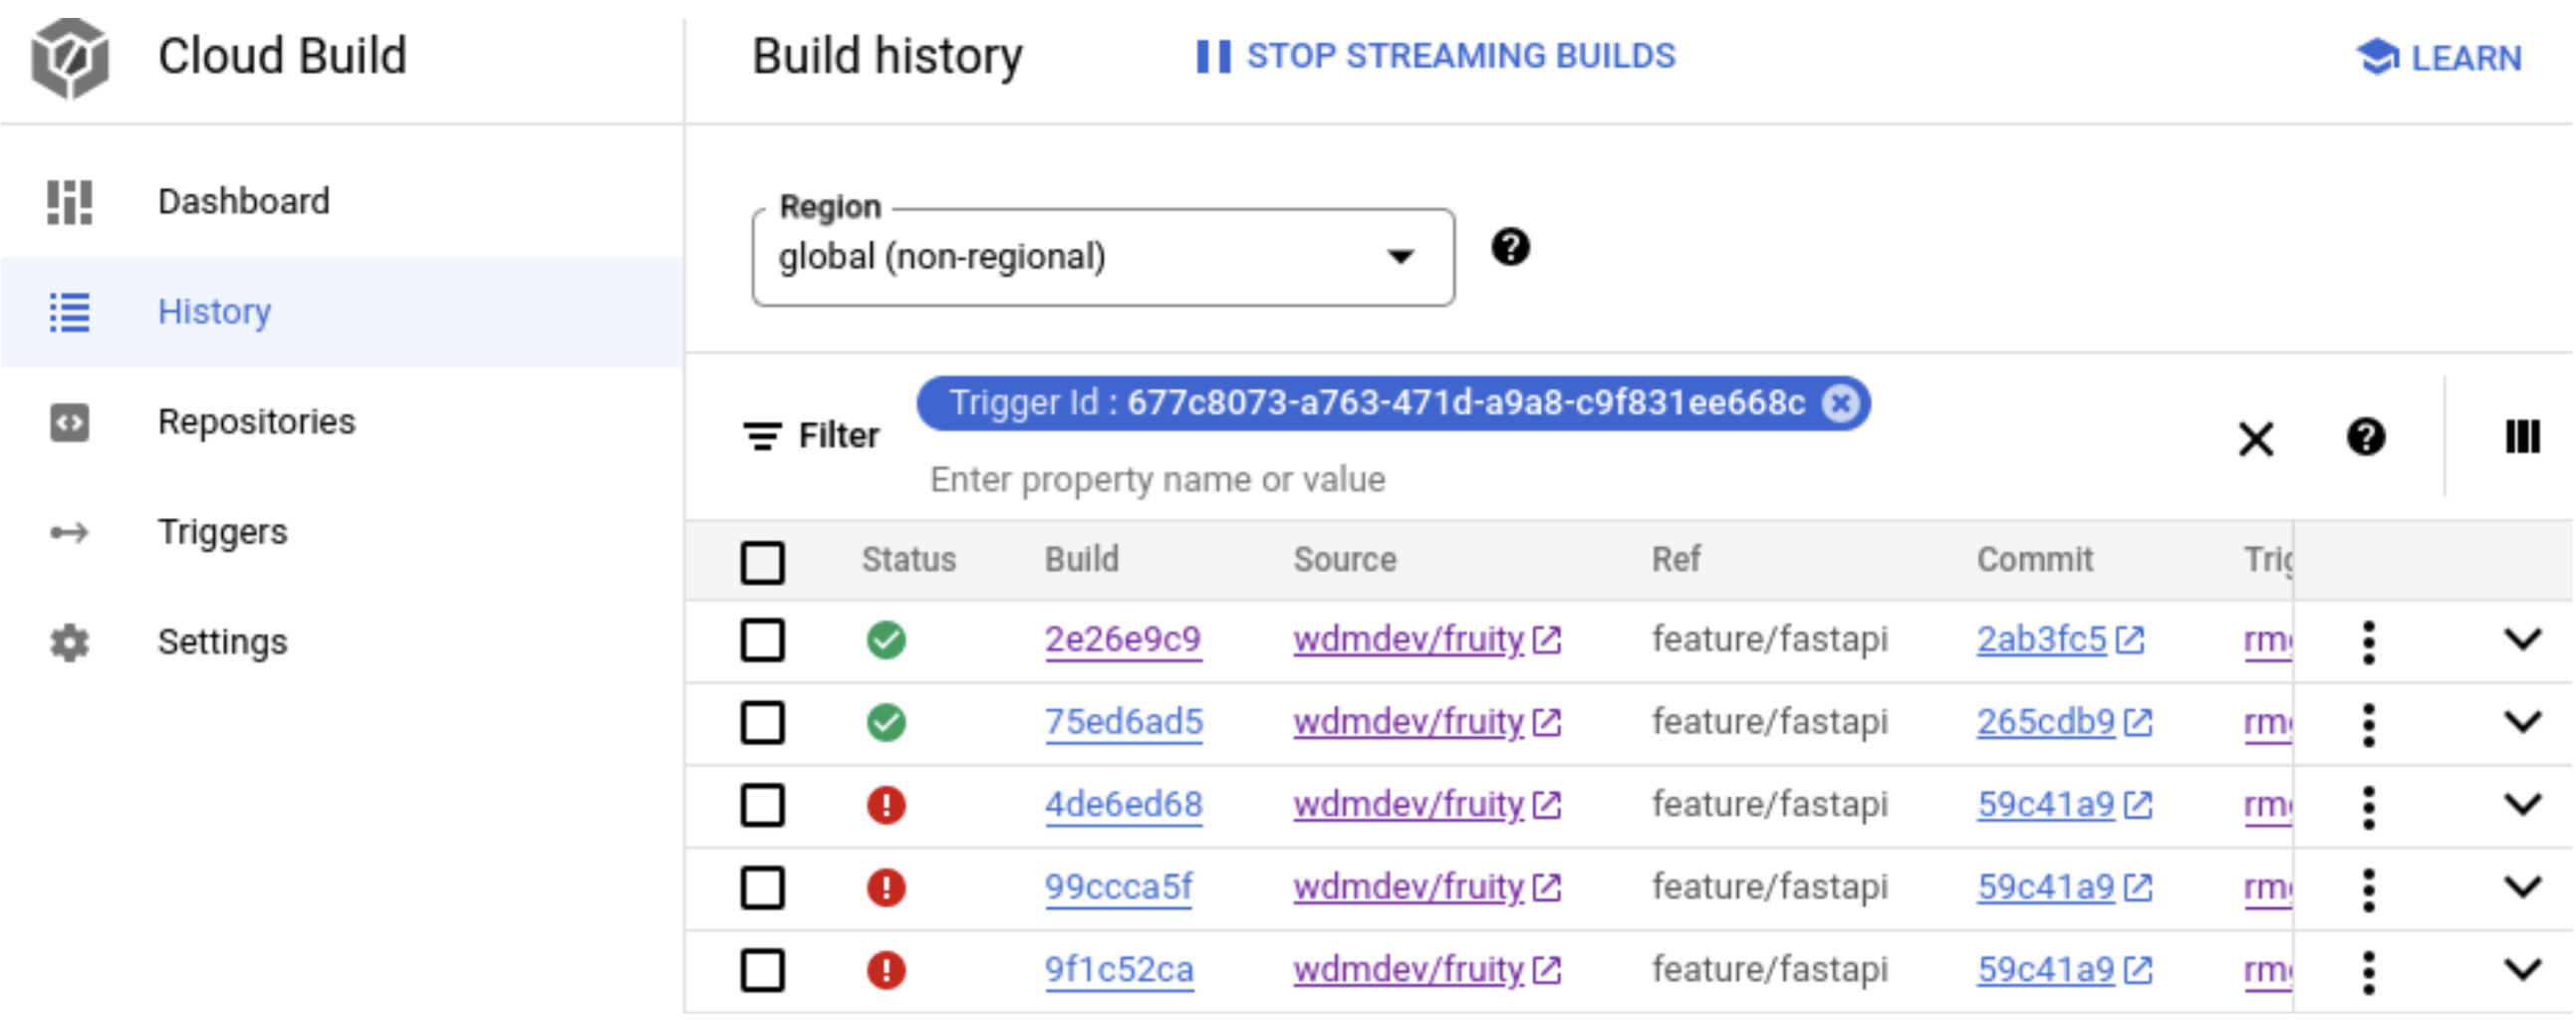 Cloud Build
Build history
STOP STREAMING BUILDS
LEARN
Dashboard
History
Repositories
Triggers
Settings
Region
global (non-regional)
Filter
Trigger Id : 677c8073-a763-471d-a9a8-c9f831ee668c
Enter property name or value
Status Build Source Ref Commit Trig
2e26e9c9 wdmdev/fruity feature/fastapi 2ab3fc5 rm
75ed6ad5 wdmdev/fruity feature/fastapi 265cdb9 rm
4de6ed68 wdmdev/fruity feature/fastapi 59c41a9 rm
99ccca5f wdmdev/fruity feature/fastapi 59c41a9 rm
9f1c52ca wdmdev/fruity feature/fastapi 59c41a9 rm